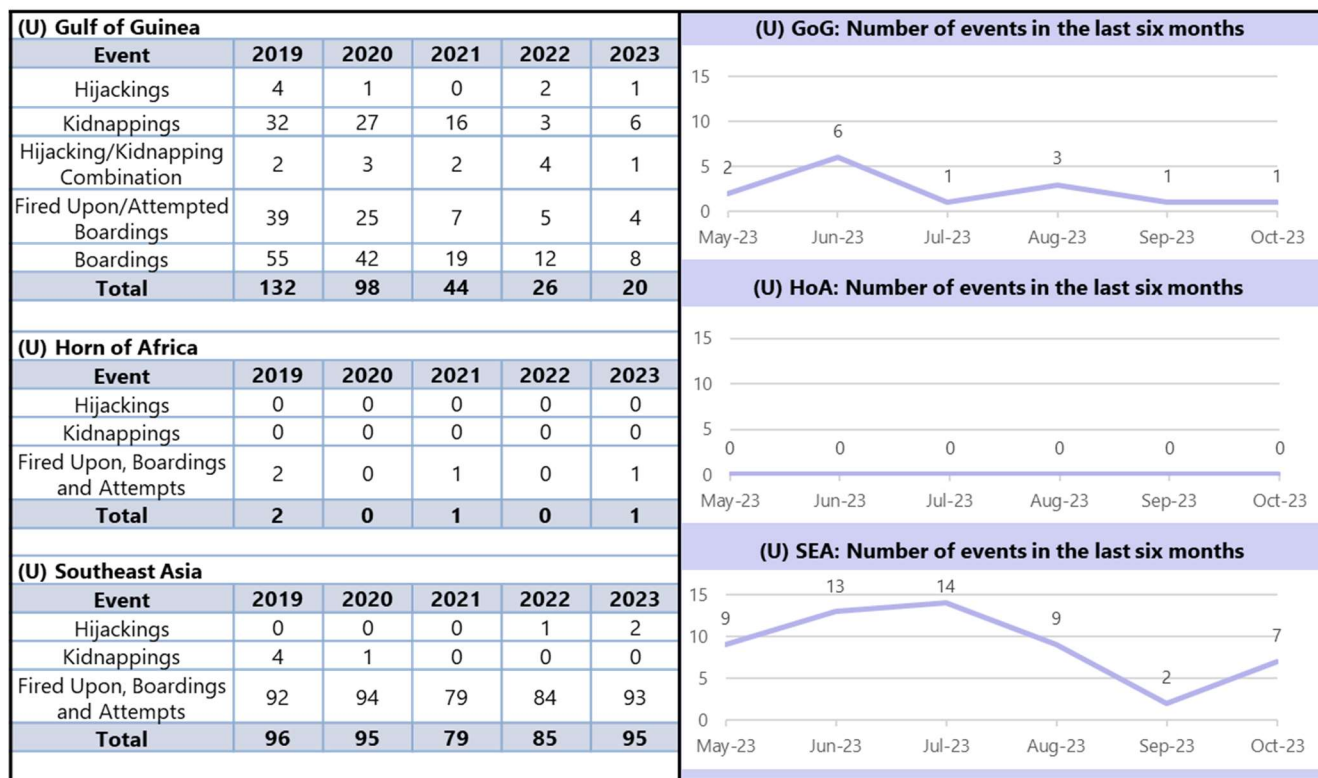 (U) Gulf of Guinea
Event 2019 2020 2021 2022 2023
Hijackings 4 1 0 2 1
Kidnappings 32 27 16 3 6
Hijacking/Kidnapping
Combination 2 3 2 4 1
Fired Upon/Attempted
Boardings 39 25 7 5 4
Boardings 55 42 19 12 8
Total 132 98 44 26 20
(U) Horn of Africa
Event 2019 2020 2021 2022 2023
Hijackings 0 0 0 0 0
Kidnappings 0 0 0 0 0
Fired Upon, Boardings
and Attempts 2 0 1 0 1
Total 2 0 1 0 1
(U) Southeast Asia
Event 2019 2020 2021 2022 2023
Hijackings 0 0 0 1 2
Kidnappings 4 1 0 0 0
Fired Upon, Boardings
and Attempts 92 94 79 84 93
Total 96 95 79 85 95
(U) GoG: Number of events in the last six months
15
10
5
0
2 6 1 3 1 1
May-23 Jun-23 Jul-23 Aug-23 Sep-23 Oct-23
(U) HoA: Number of events in the last six months
15
10
5
0
0 0 0 0 0 0
May-23 Jun-23 Jul-23 Aug-23 Sep-23 Oct-23
(U) SEA: Number of events in the last six months
15
10
5
0
9 13 14 9 2 7
May-23 Jun-23 Jul-23 Aug-23 Sep-23 Oct-23